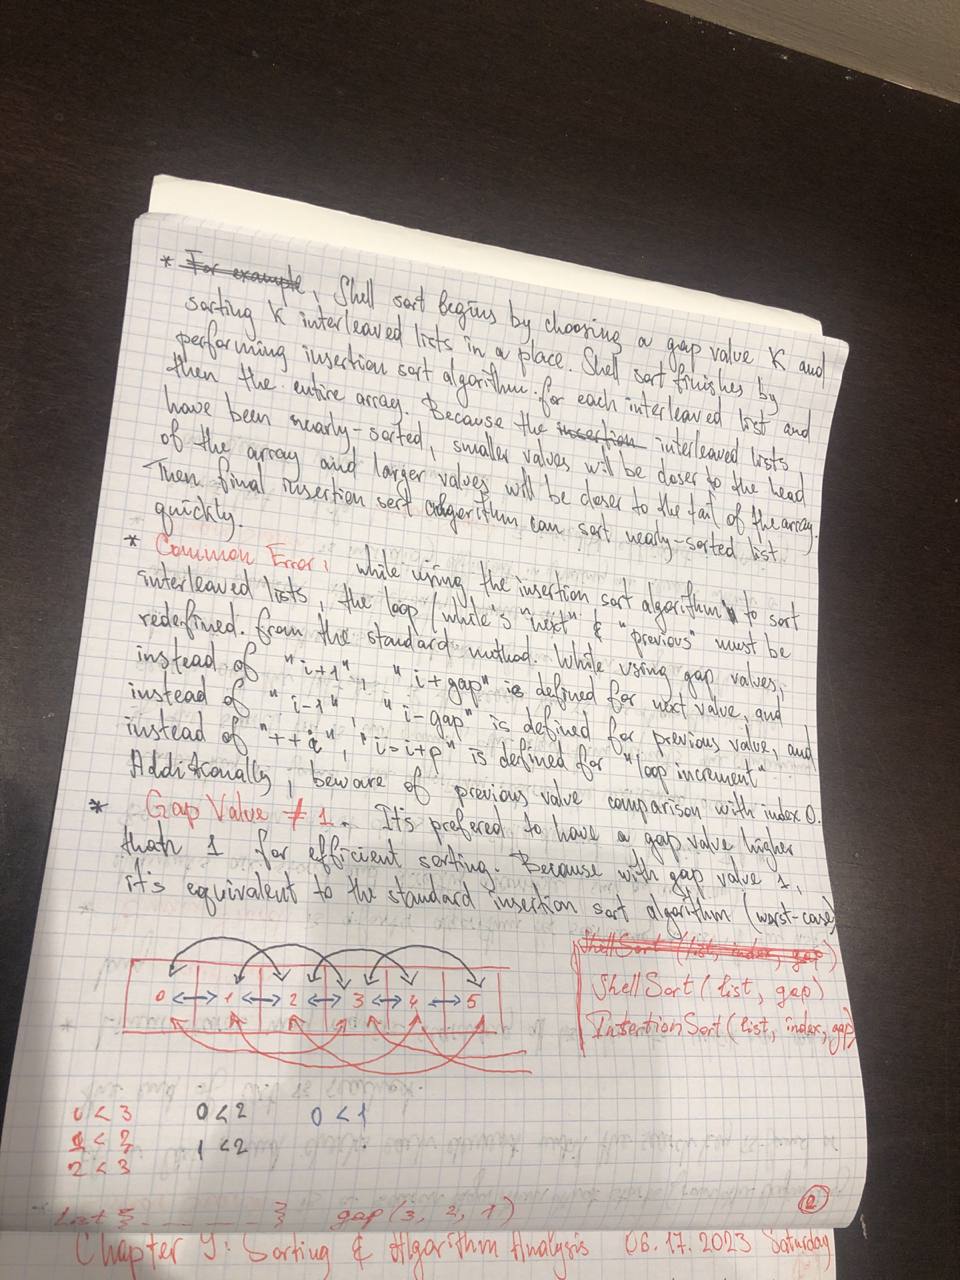 * For example, Shell sort begins by choosing a gap value K and
sorting K interleaved lists in a place. Shell sort finishes by
performing insertion sort algorithm for each interleaved list and
then the entire array. Because the insertion interleaved lists
have been nearly-sorted, smaller values will be closer to the head
of the array and larger values will be closer to the tail of the array.
Then final insertion sort algorithm can sort nearly-sorted list
quickly.
* Common Error: while using the insertion sort algorithm to sort
interleaved lists, the loop (while's "next" & "previous" must be
redefined. from the standard method. While using gap values,
instead of "i+1", "i+gap" is defined for next value, and
instead of "i-1", "i-gap" is defined for previous value, and
instead of "++i", "i=i+p" is defined for "loop increment"
Additionally, beware of previous value comparison with index 0.
* Gap Value ≠ 1. It's prefered to have a gap value higher
than 1 for efficient sorting. Because with gap value 1,
it's equivalent to the standard insertion sort algorithm (worst-case)
ShellSort (list, index, gap)
ShellSort (list, gap)
InsertionSort (list, index, gap)
0 1 2 3 4 5
0 < 3 0 < 2 0 < 1
1 < 3 1 < 2
2 < 3
List { } gap (3, 2, 1)
2
Chapter 9: Sorting & Algorithm Analysis 06.17.2023 Saturday